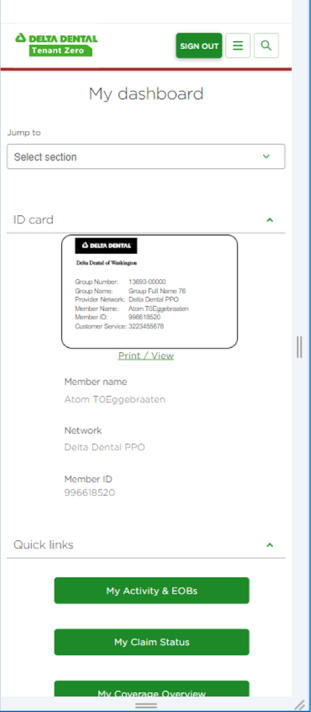 DELTA DENTAL
Tenant Zero
SIGN OUT
My dashboard
Jump to
Select section
ID card
DELTA DENTAL
Delta Dental of Washington
Group Number: 13693-00000
Group Name: Group Full Name 76
Provider Network: Delta Dental PPO
Member Name: Atom T0Eggebraaten
Member ID: 996618520
Customer Service: 3223455678
Print / View
Member name
Atom T0Eggebraaten
Network
Delta Dental PPO
Member ID
996618520
Quick links
My Activity & EOBs
My Claim Status
My Coverage Overview